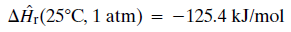 ΔĤr(25°C, 1 atm) = −125.4 kJ/mol